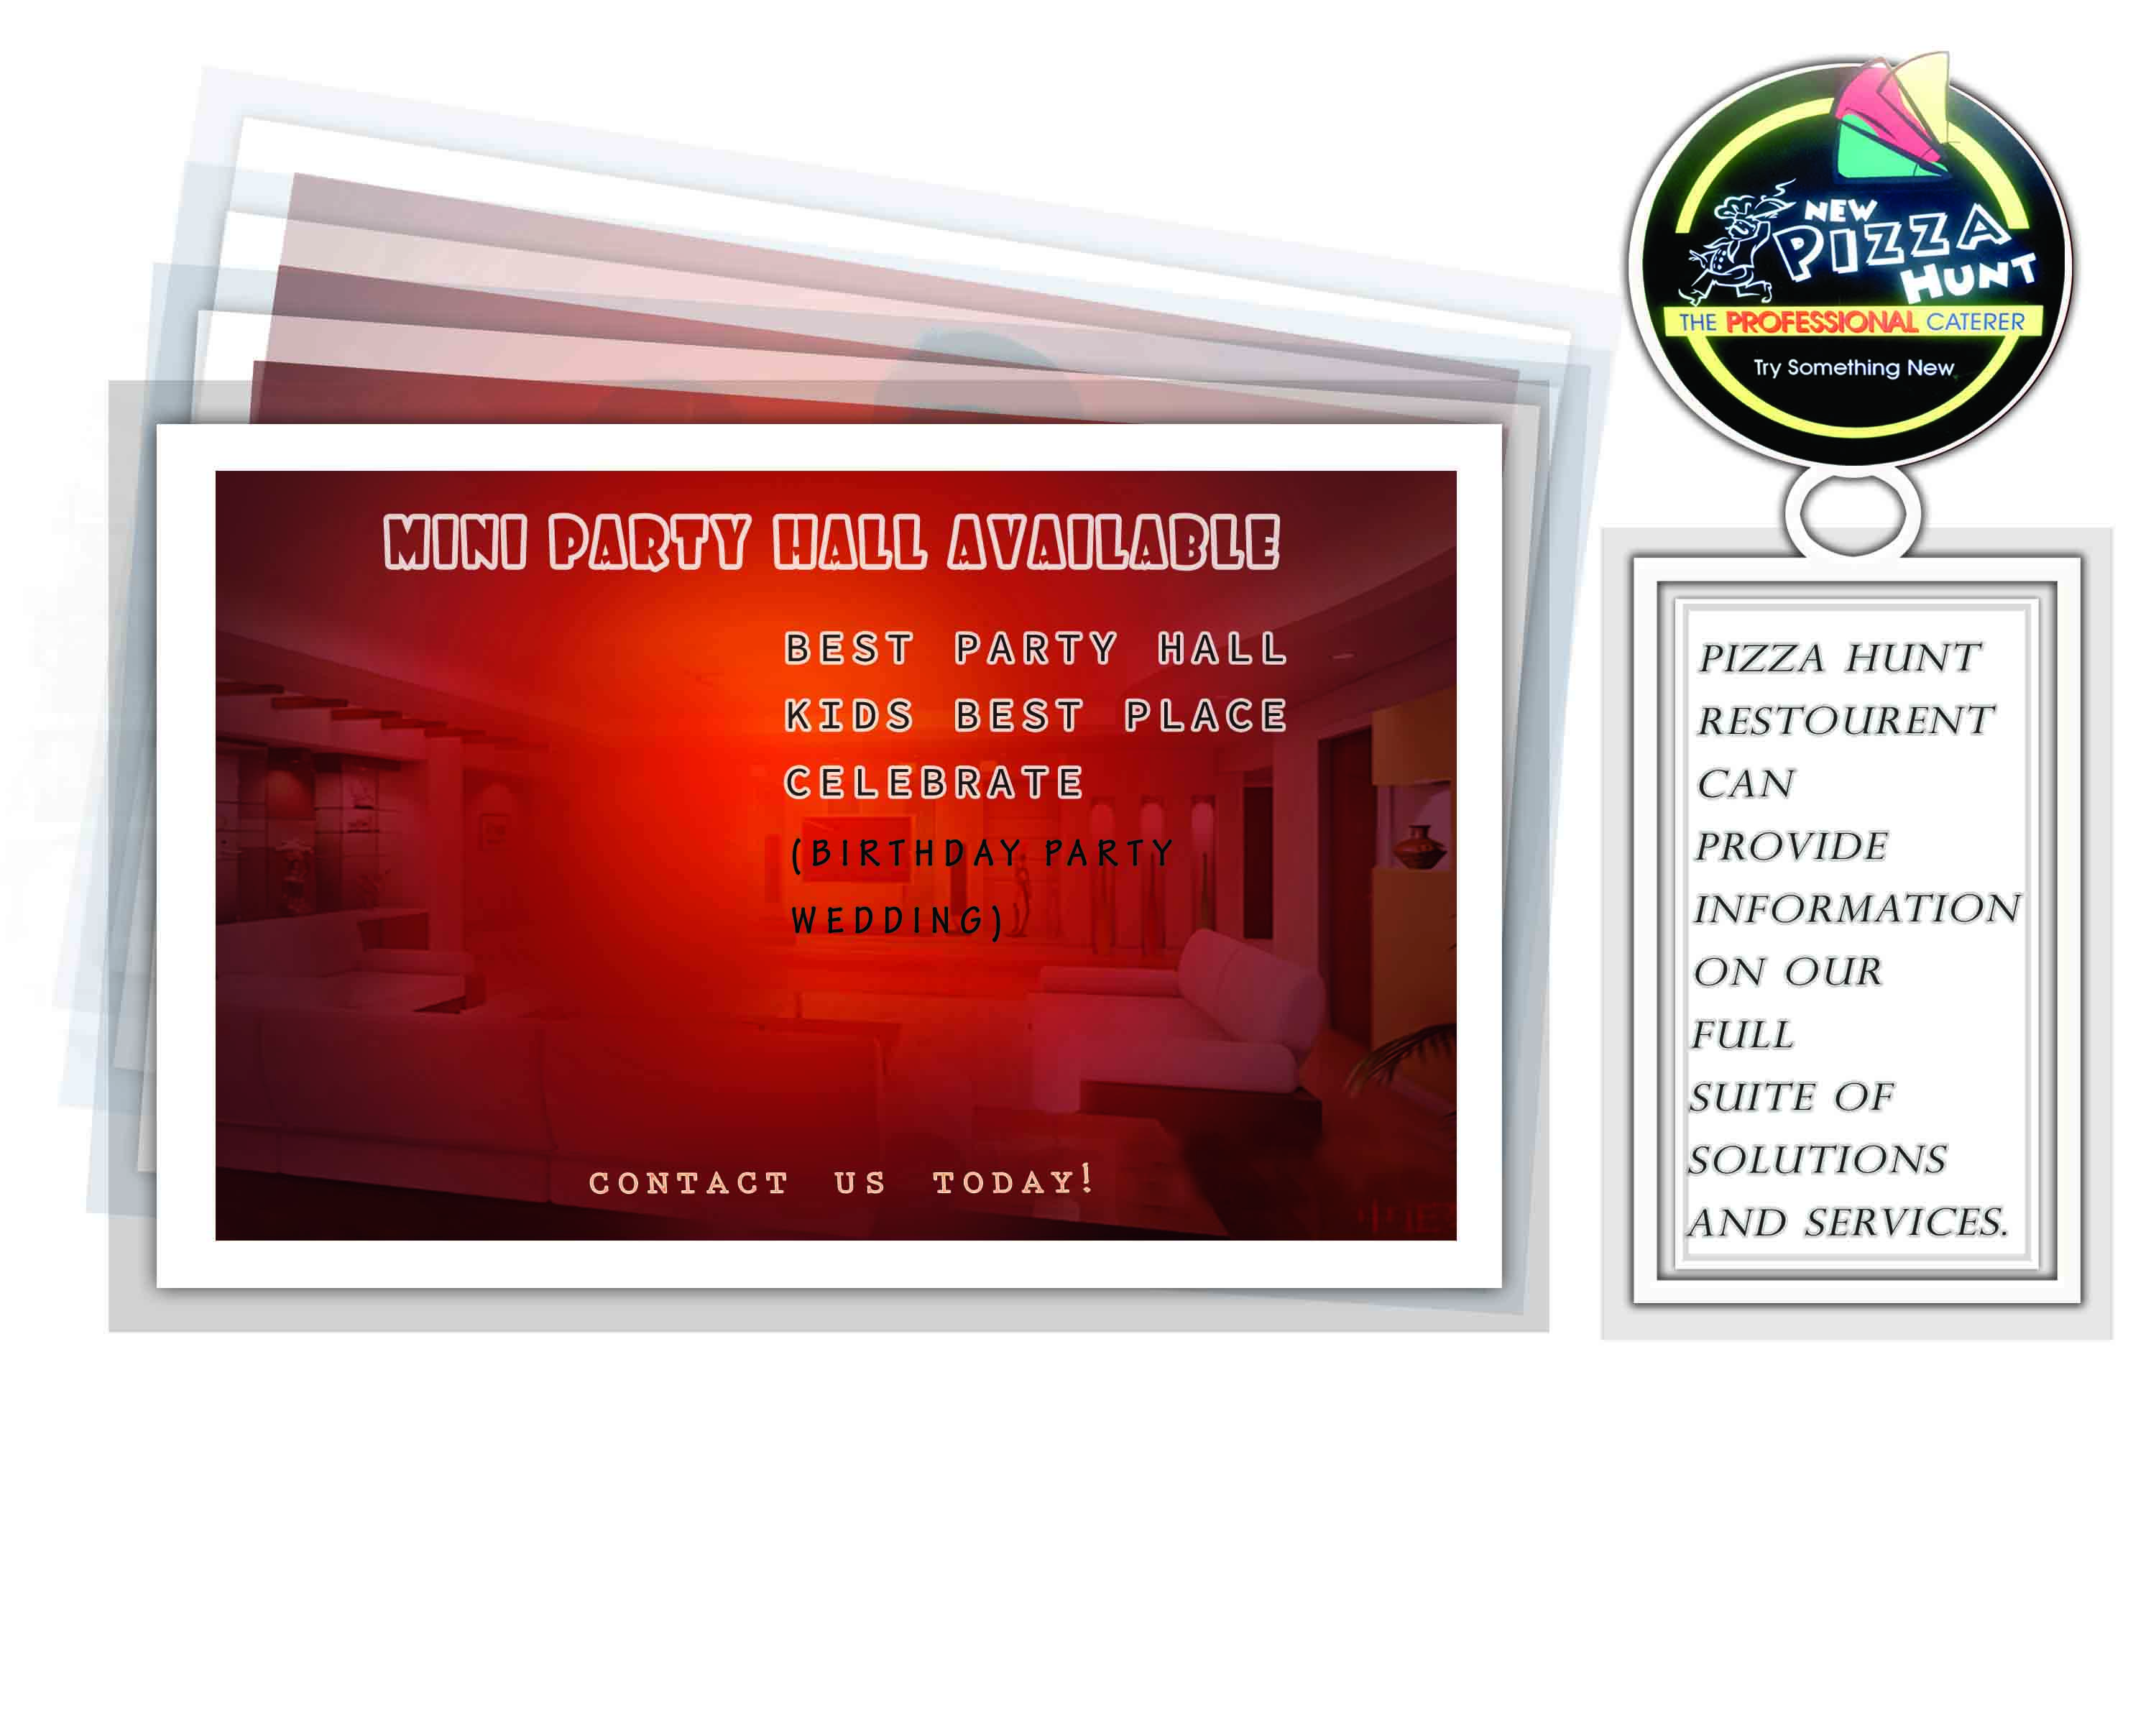 NEW
PIZZA
HUNT
THE PROFESSIONAL CATERER
Try Something New
MINI PARTY HALL AVAILABLE
BEST PARTY HALL
KIDS BEST PLACE
CELEBRATE
(BIRTHDAY PARTY
WEDDING)
CONTACT US TODAY!
PIZZA HUNT
RESTOURENT
CAN
PROVIDE
INFORMATION
ON OUR
FULL
SUITE OF
SOLUTIONS
AND SERVICES.